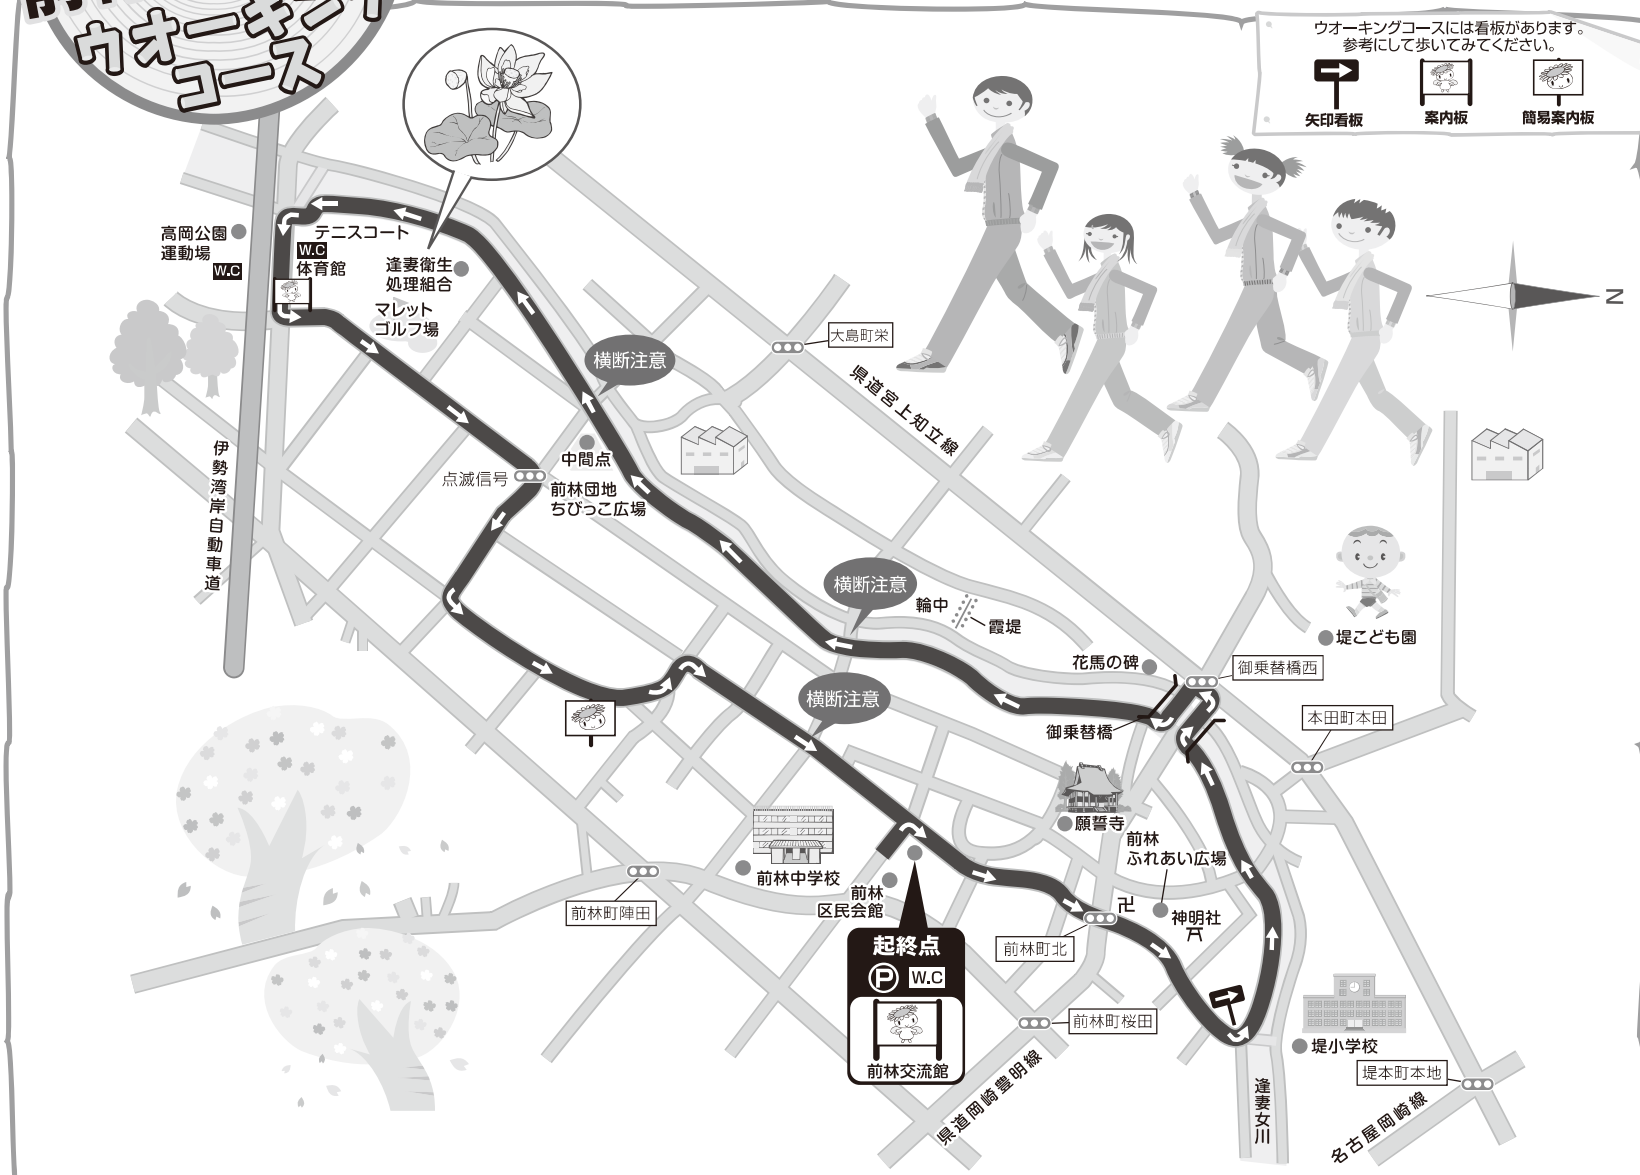 ウオーキング
コース
ウオーキングコースには看板があります。
参考にして歩いてみてください。
矢印看板
案内板
簡易案内板
N
高岡公園
運動場
W.C
テニスコート
W.C
体育館
逢妻衛生
処理組合
マレット
ゴルフ場
大島町栄
横断注意
県道宮上知立線
伊勢湾岸自動車道
中間点
点滅信号
前林団地
ちびっこ広場
横断注意
輪中
霞堤
堤こども園
花馬の碑
御乗替橋西
横断注意
御乗替橋
本田町本田
願誓寺
前林
ふれあい広場
前林中学校
前林
区民会館
前林町陣田
卍
神明社
起終点
P
W.C
前林交流館
前林町北
前林町桜田
堤小学校
堤本町本地
県道岡崎豊明線
逢妻女川
名古屋岡崎線